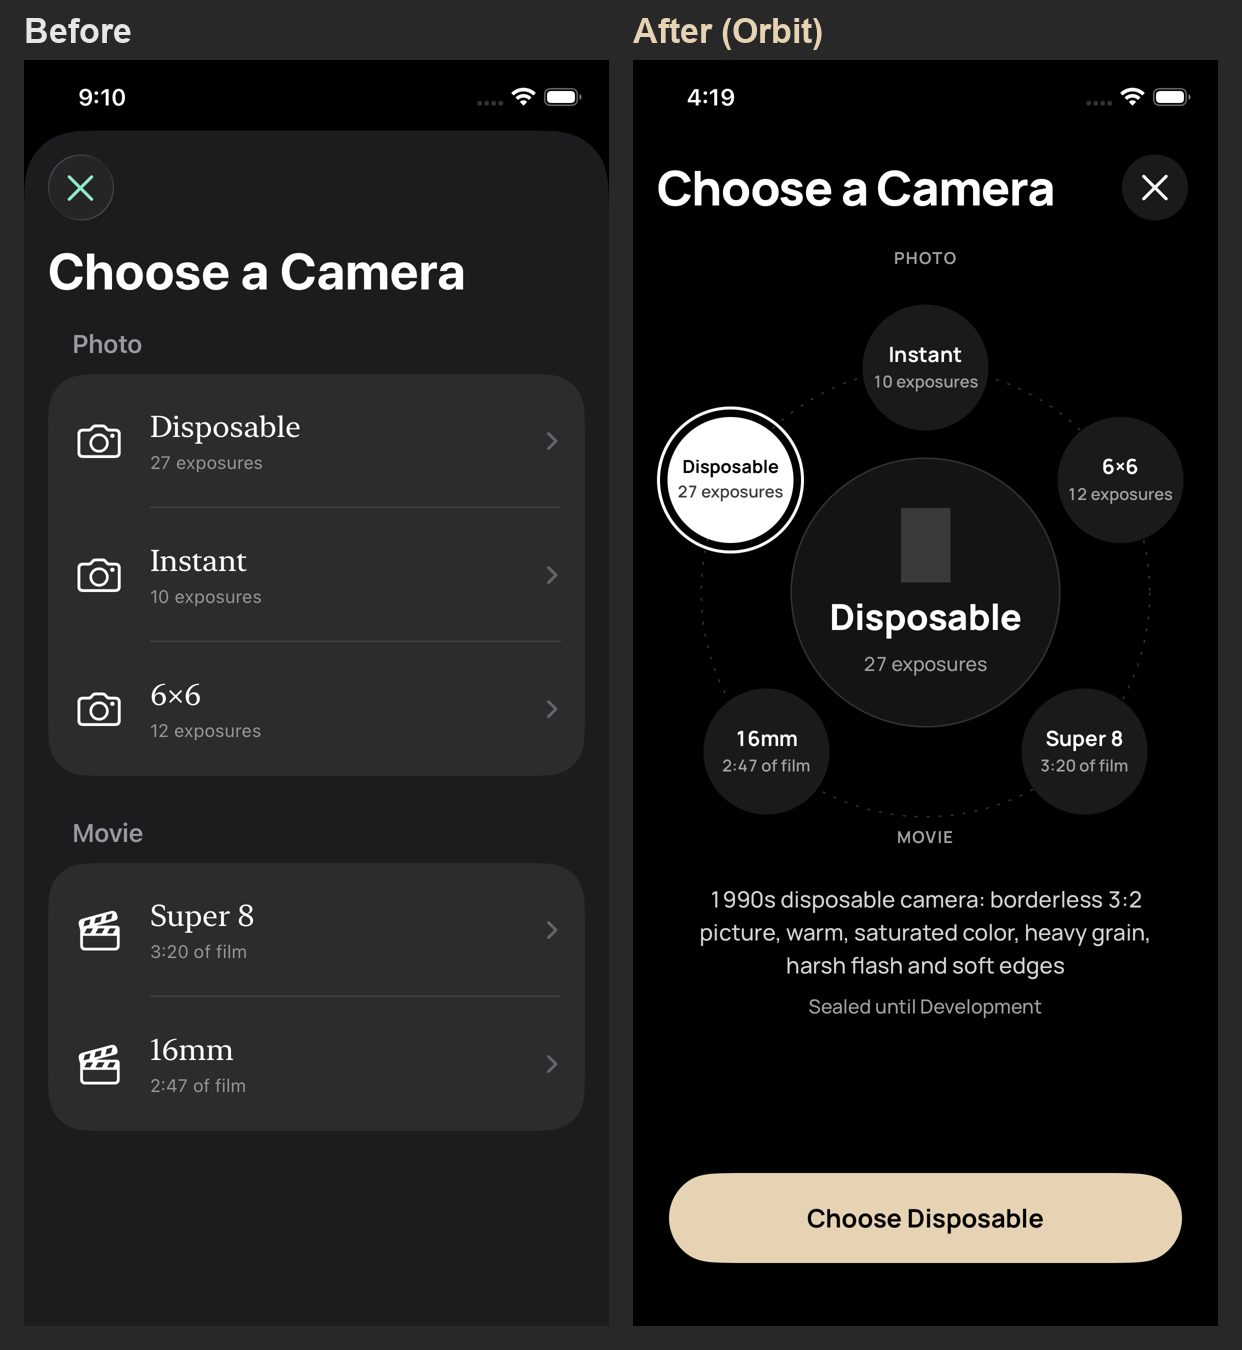 Before
9:10
Choose a Camera
Photo
Disposable
27 exposures
Instant
10 exposures
6×6
12 exposures
Movie
Super 8
3:20 of film
16mm
2:47 of film
After (Orbit)
4:19
Choose a Camera
PHOTO
Instant
10 exposures
Disposable
27 exposures
6×6
12 exposures
Disposable
27 exposures
16mm
2:47 of film
Super 8
3:20 of film
MOVIE
1990s disposable camera: borderless 3:2
picture, warm, saturated color, heavy grain,
harsh flash and soft edges
Sealed until Development
Choose Disposable